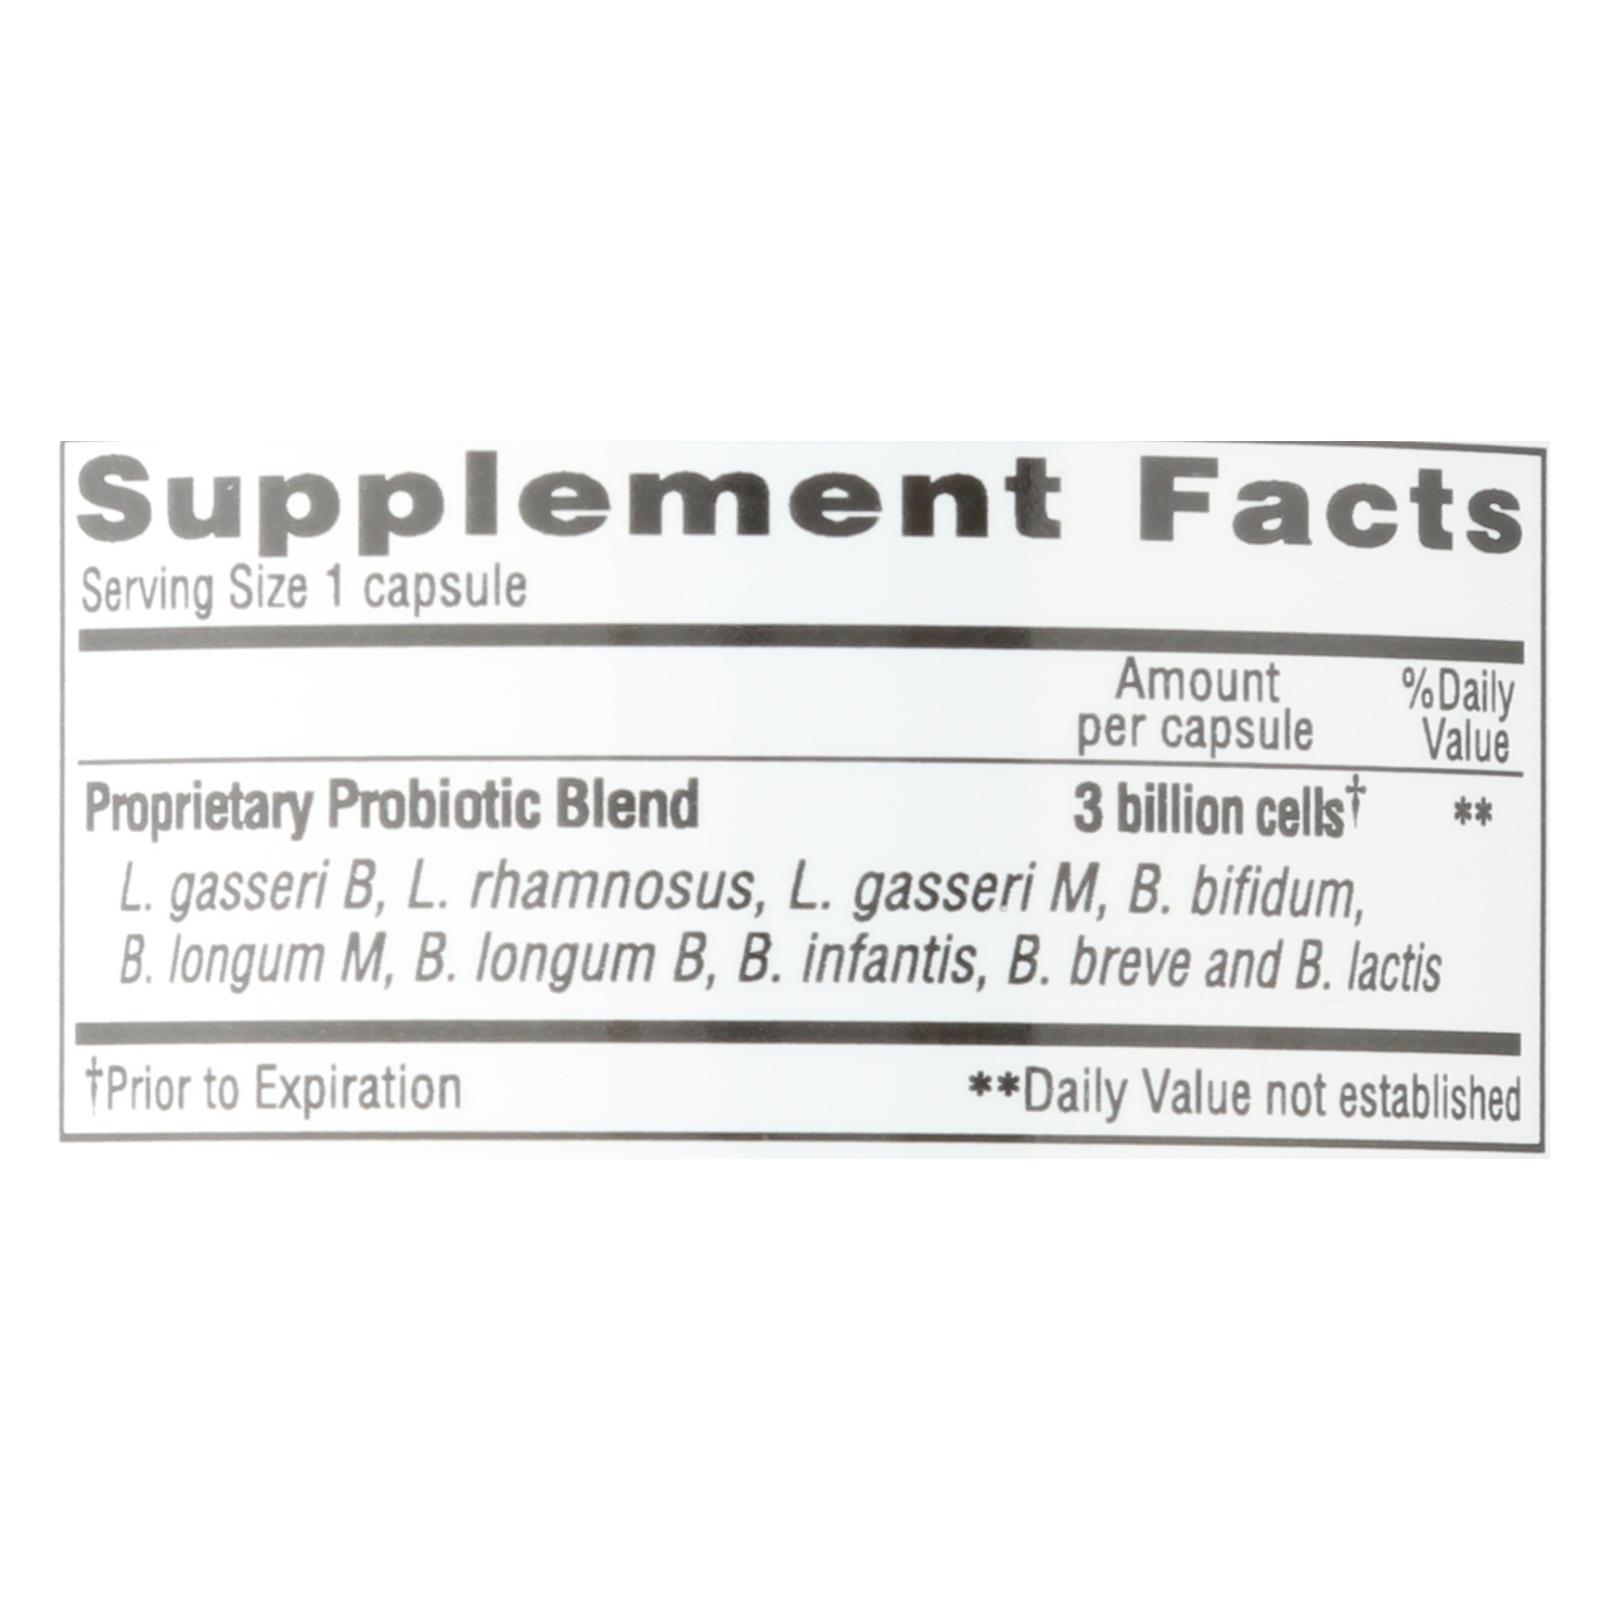 Supplement Facts
Serving Size 1 capsule
Amount
per capsule
%Daily
Value
Proprietary Probiotic Blend 3 billion cells† **
L. gasseri B, L. rhamnosus, L. gasseri M, B. bifidum,
B. longum M, B. longum B, B. infantis, B. breve and B. lactis
†Prior to Expiration **Daily Value not established